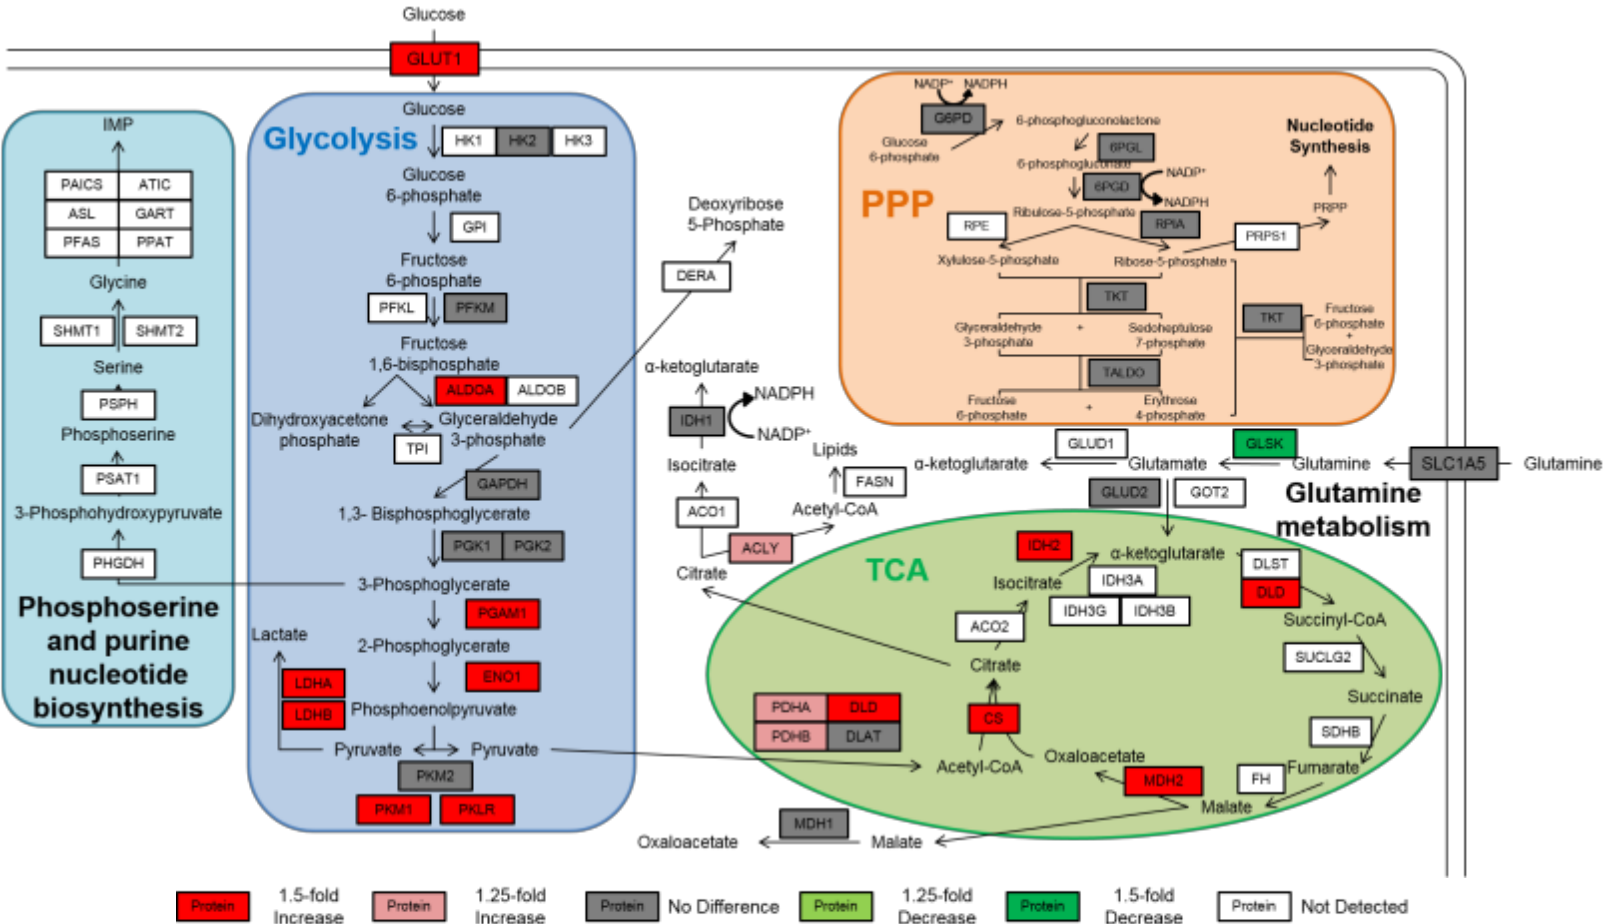 Glucose
GLUT1
IMP
PAICS ATIC
ASL GART
PFAS PPAT
Glycine
SHMT1 SHMT2
Serine
PSPH
Phosphoserine
PSAT1
3-Phosphohydroxypyruvate
PHGDH
Phosphoserine
and purine
nucleotide
biosynthesis
Glycolysis
Glucose
HK1 HK2 HK3
Glucose
6-phosphate
GPI
Fructose
6-phosphate
PFKL PFKM
Fructose
1,6-bisphosphate
ALDOA ALDOB
Dihydroxyacetone
phosphate
Glyceraldehyde
3-phosphate
TPI
GAPDH
1,3- Bisphosphoglycerate
PGK1 PGK2
3-Phosphoglycerate
PGAM1
2-Phosphoglycerate
ENO1
Lactate
LDHA
LDHB
Phosphoenolpyruvate
Pyruvate Pyruvate
PKM2
PKM1 PKLR
Deoxyribose
5-Phosphate
DERA
α-ketoglutarate
NADPH
IDH1
NADP⁺
Isocitrate
ACO1
Citrate
ACLY
Lipids
FASN
Acetyl-CoA
PPP
NADP⁺ NADPH
G6PD
Glucose
6-phosphate
6-phosphogluconolactone
6PGL
6-phosphogluconate
6PGD
NADP⁺
NADPH
Ribulose-5-phosphate
RPE
RPIA
PRPS1
PRPP
Nucleotide
Synthesis
Xylulose-5-phosphate Ribose-5-phosphate
TKT
Glyceraldehyde
3-phosphate
+
Sedoheptulose
7-phosphate
TALDO
Fructose
6-phosphate
+
Erythrose
4-phosphate
TKT
Fructose
6-phosphate
+
Glyceraldehyde
3-phosphate
GLUD1
GLSK
α-ketoglutarate Glutamate Glutamine SLC1A5 Glutamine
GLUD2 GOT2
Glutamine
metabolism
TCA
IDH2
α-ketoglutarate
Isocitrate
IDH3A
IDH3G IDH3B
DLST
DLD
Succinyl-CoA
SUCLG2
Succinate
SDHB
Fumarate
FH
Malate
MDH2
Oxaloacetate
ACO2
Citrate
CS
Acetyl-CoA
PDHA DLD
PDHB DLAT
MDH1
Oxaloacetate Malate
Protein 1.5-fold
Increase
Protein 1.25-fold
Increase
Protein No Difference
Protein 1.25-fold
Decrease
Protein 1.5-fold
Decrease
Protein Not Detected